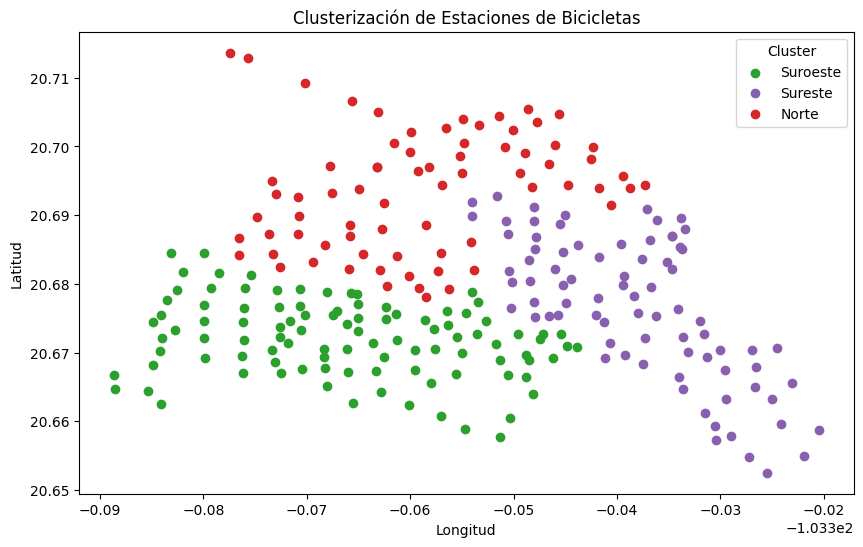 Clusterización de Estaciones de Bicicletas
Cluster
Suroeste
Sureste
Norte
20.71
20.70
20.69
20.68
20.67
20.66
20.65
Latitud
−0.09 −0.08 −0.07 −0.06 −0.05 −0.04 −0.03 −0.02
−1.033e2
Longitud